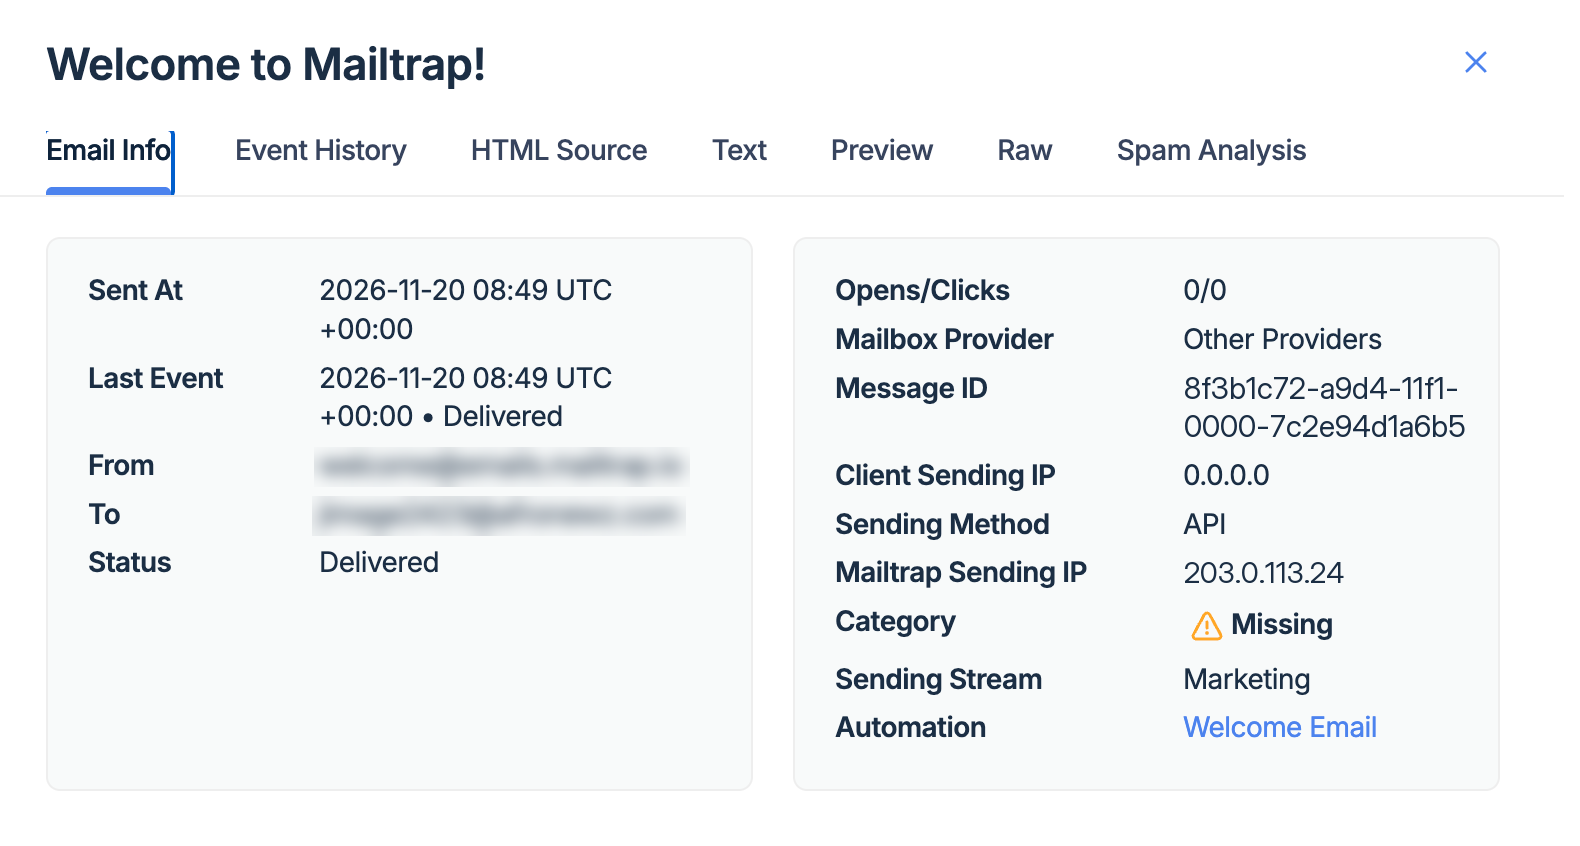 Welcome to Mailtrap!
Email Info
Event History
HTML Source
Text
Preview
Raw
Spam Analysis
Sent At
2026-11-20 08:49 UTC
+00:00
Last Event
2026-11-20 08:49 UTC
+00:00 • Delivered
From
To
Status
Delivered
Opens/Clicks
0/0
Mailbox Provider
Other Providers
Message ID
8f3b1c72-a9d4-11f1-
0000-7c2e94d1a6b5
Client Sending IP
0.0.0.0
Sending Method
API
Mailtrap Sending IP
203.0.113.24
Category
Missing
Sending Stream
Marketing
Automation
Welcome Email